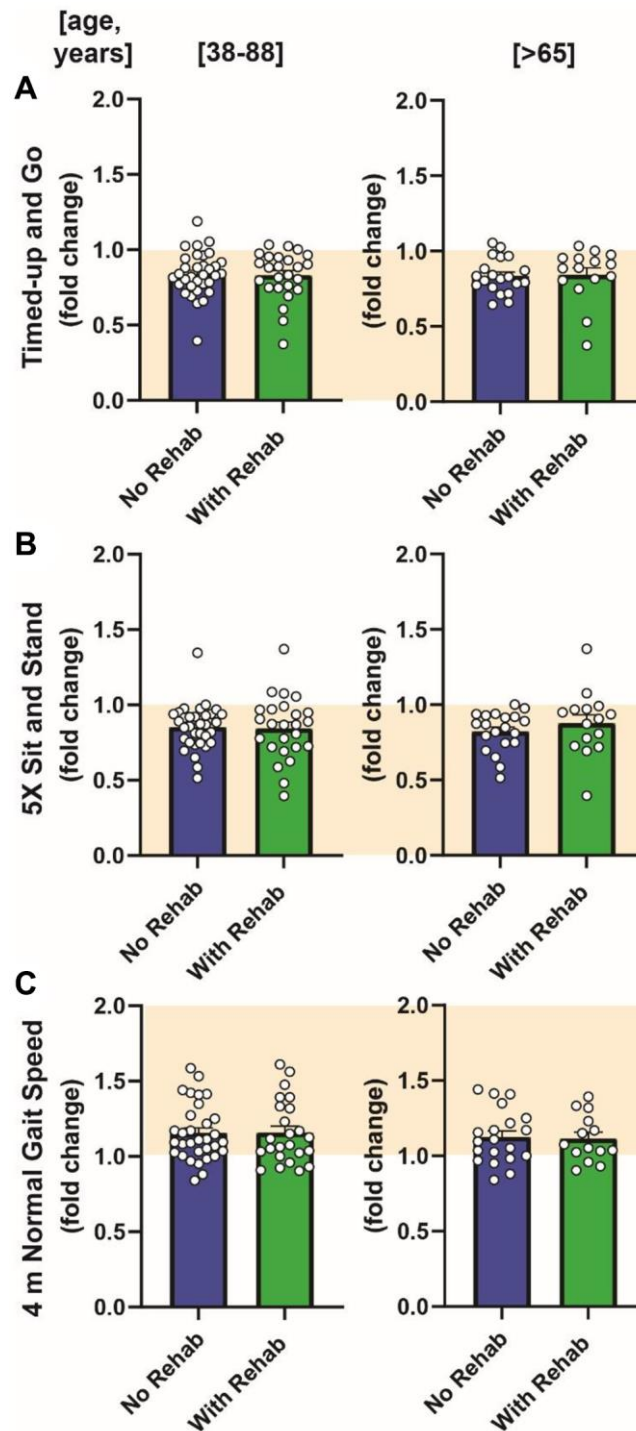 [age,
years]
[38-88]
[>65]
A
Timed-up and Go
(fold change)
2.0
1.5
1.0
0.5
0.0
No Rehab
With Rehab
(fold change)
2.0
1.5
1.0
0.5
0.0
No Rehab
With Rehab
B
5X Sit and Stand
(fold change)
2.0
1.5
1.0
0.5
0.0
No Rehab
With Rehab
(fold change)
2.0
1.5
1.0
0.5
0.0
No Rehab
With Rehab
C
4 m Normal Gait Speed
(fold change)
2.0
1.5
1.0
0.5
0.0
No Rehab
With Rehab
(fold change)
2.0
1.5
1.0
0.5
0.0
No Rehab
With Rehab